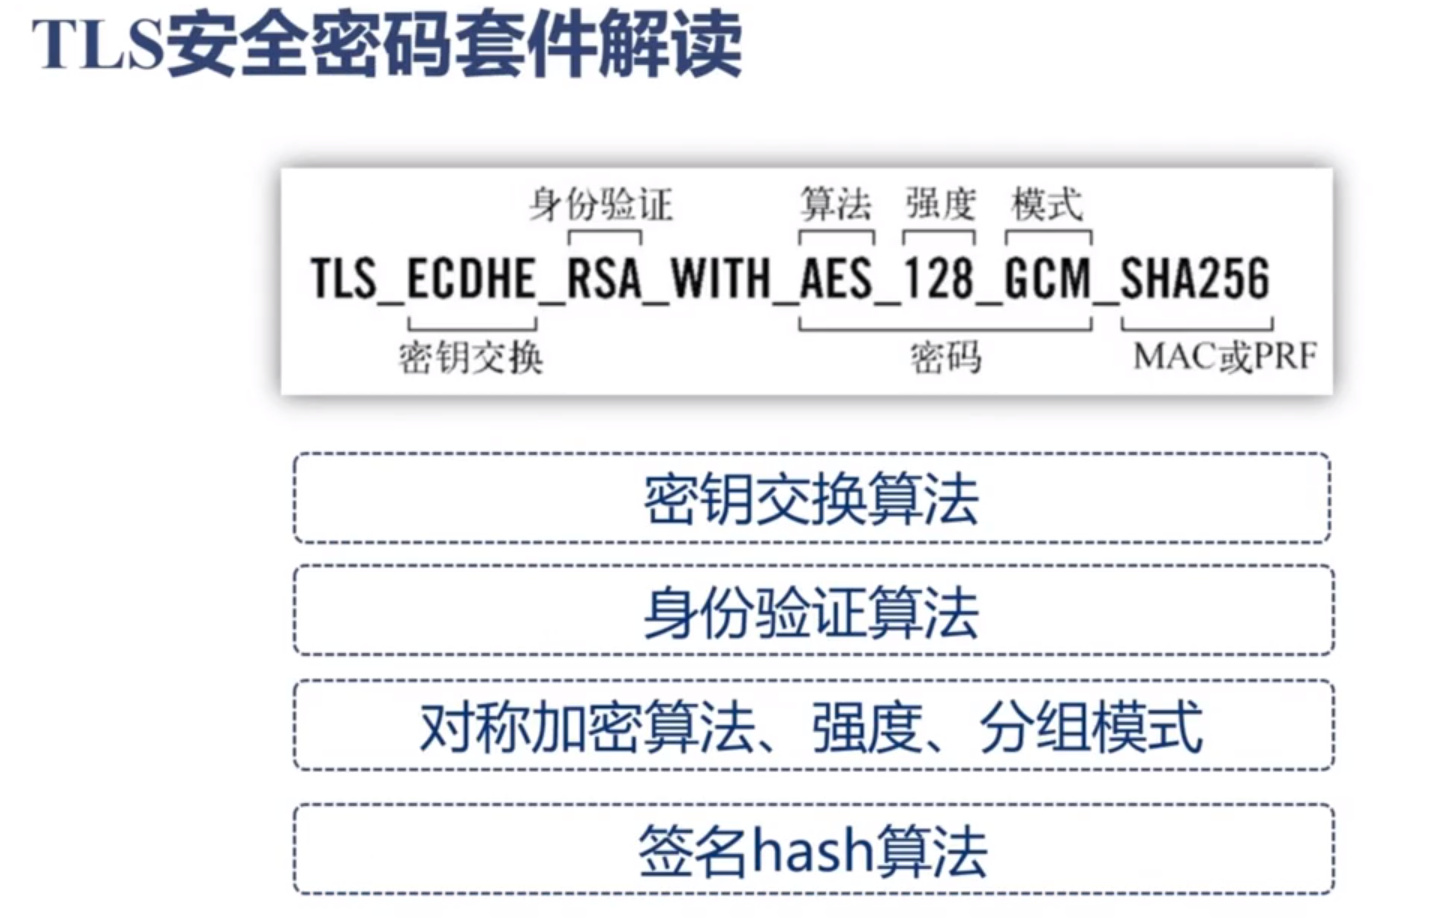 TLS安全密码套件解读
身份验证 算法 强度 模式
TLS_ECDHE_RSA_WITH_AES_128_GCM_SHA256
密钥交换 密码 MAC或PRF
密钥交换算法
身份验证算法
对称加密算法、强度、分组模式
签名hash算法